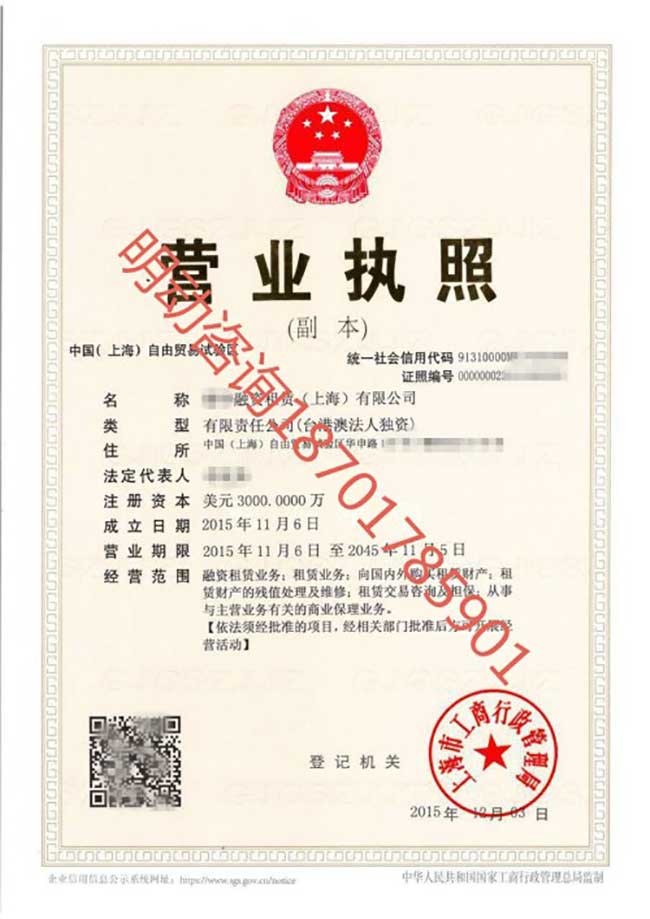 营业执照
(副 本)
中国(上海)自由贸易试验区
统一社会信用代码 91310000M
证照编号 00000002
名 称 融资租赁(上海)有限公司
类 型 有限责任公司(台港澳法人独资)
住 所 中国(上海)自由贸易试验区华申路1
法定代表人
注册资本 美元3000.0000万
成立日期 2015年11月6日
营业期限 2015年11月6日 至2045年11月5日
经营范围 融资租赁业务;租赁业务;向国内外购买租赁财产;租
赁财产的残值处理及维修;租赁交易咨询及担保;从事
与主营业务有关的商业保理业务。
【依法须经批准的项目,经相关部门批准后方可开展经
营活动】
明动咨询18701785901
登记机关
上海市工商行政管理局
2015年 12月03日
企业信用信息公示系统网址:https://www.sgs.gov.cn/notice
中华人民共和国国家工商行政管理总局监制